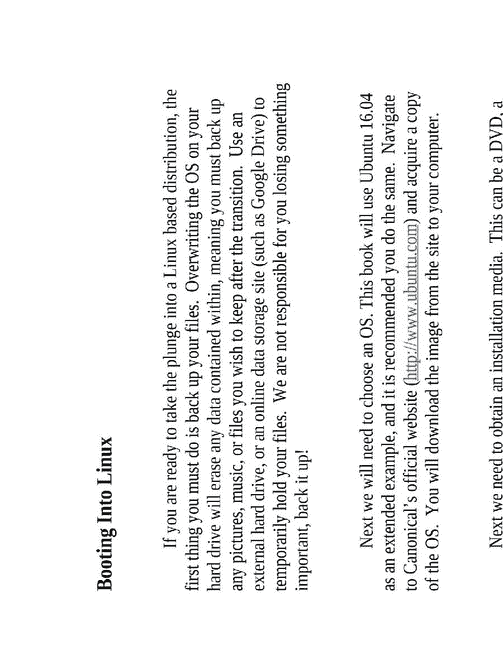 Booting Into Linux
If you are ready to take the plunge into a Linux based distribution, the
first thing you must do is back up your files.  Overwriting the OS on your
hard drive will erase any data contained within, meaning you must back up
any pictures, music, or files you wish to keep after the transition.  Use an
external hard drive, or an online data storage site (such as Google Drive) to
temporarily hold your files.  We are not responsible for you losing something
important, back it up!
Next we will need to choose an OS. This book will use Ubuntu 16.04
as an extended example, and it is recommended you do the same.  Navigate
to Canonical's official website (http://www.ubuntu.com) and acquire a copy
of the OS.  You will download the image from the site to your computer.
Next we need to obtain an installation media.  This can be a DVD, a